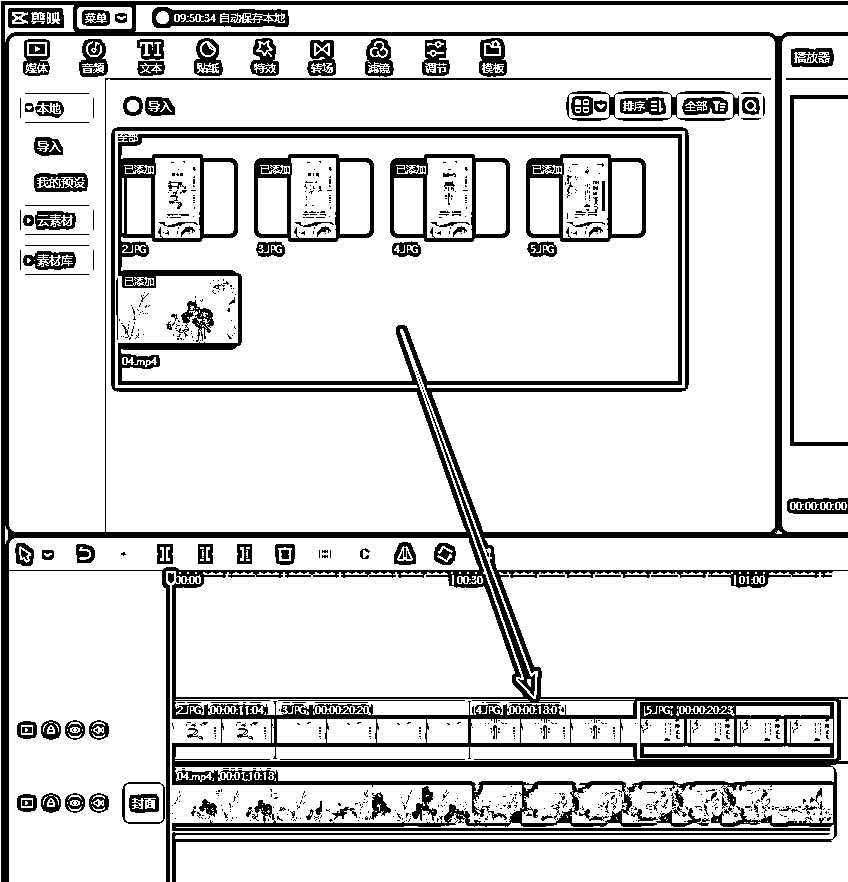 剪映 菜单 09:50:34 自动保存本地
媒体 音频 文本 贴纸 特效 转场 滤镜 调节 模板
播放器
本地 导入 排序 全部
导入
我的预设
云素材
素材库
全部
已添加 已添加 已添加 已添加
2.JPG 3.JPG 4.JPG 5.JPG
已添加
04.mp4
00:00:00:00
00:00 00:30 01:00
2.JPG 00:00:11:04 3.JPG 00:00:20:20 4.JPG 00:00:18:01 5.JPG 00:00:20:23
04.mp4 00:01:10:18
封面